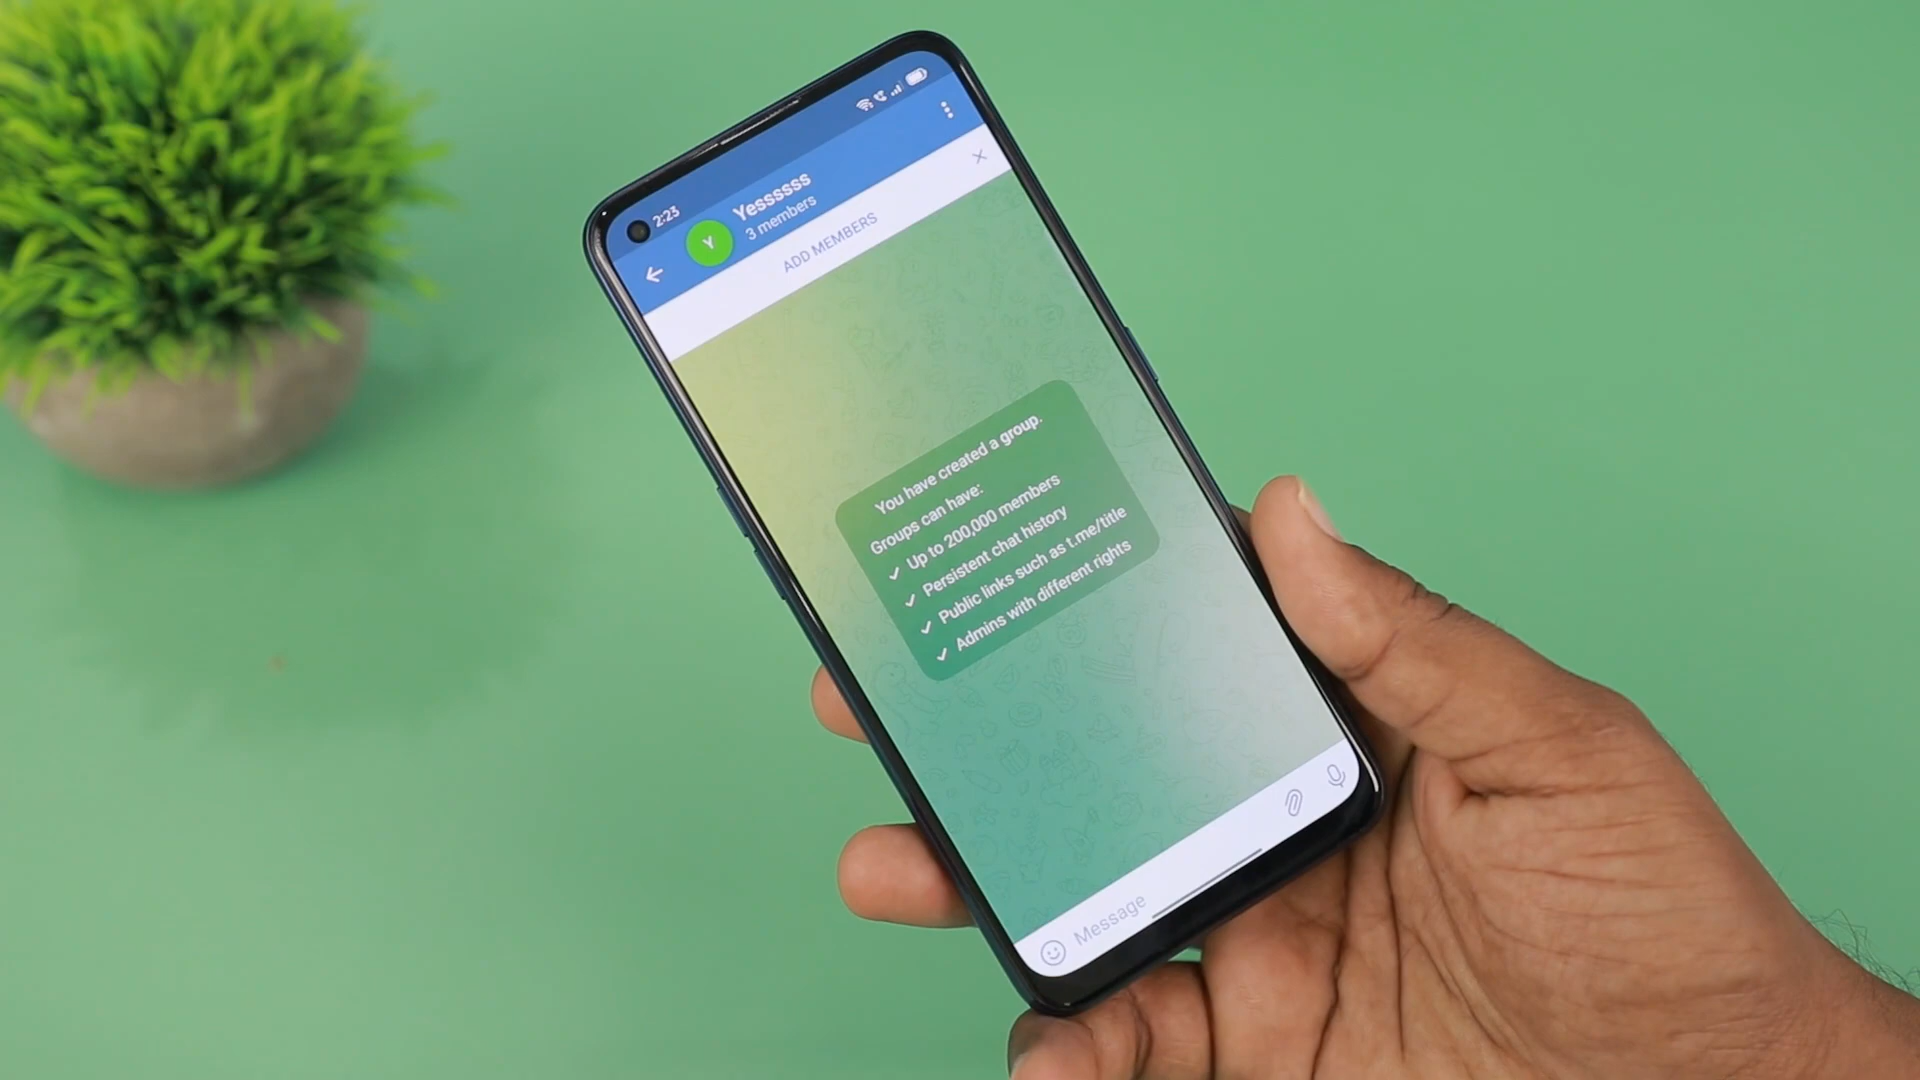 2:23
Y
Yesssssss
3 members
ADD MEMBERS
You have created a group.
Groups can have:
Up to 200,000 members
Persistent chat history
Public links such as t.me/title
Admins with different rights
Message